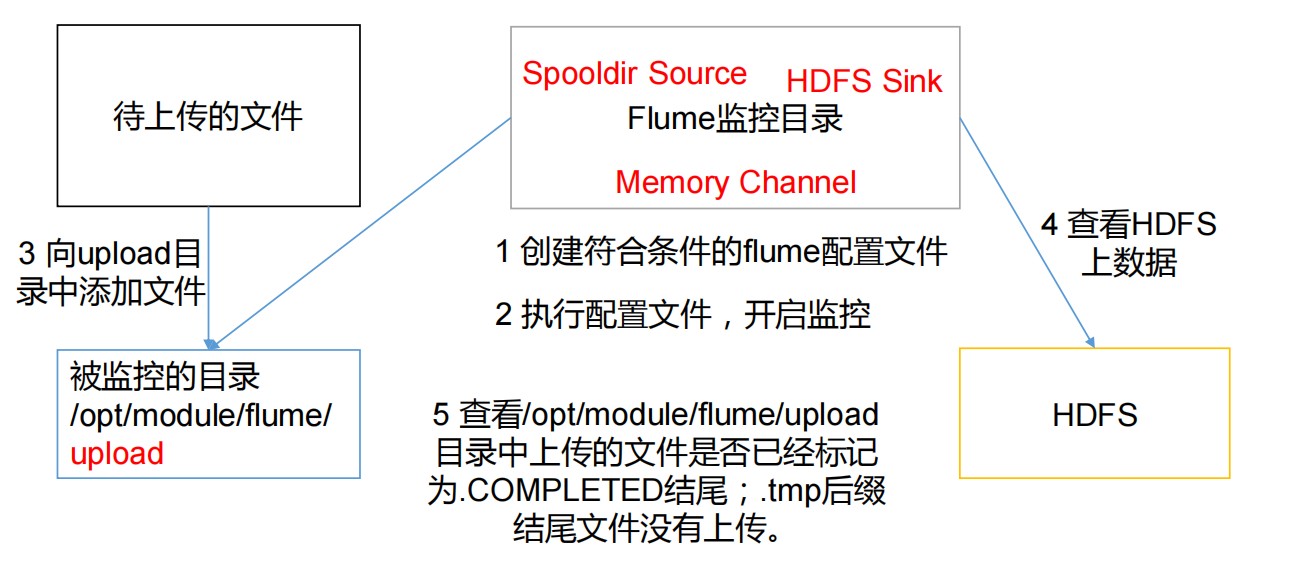 待上传的文件
Spooldir Source
HDFS Sink
Flume监控目录
Memory Channel
3 向upload目
录中添加文件
1 创建符合条件的flume配置文件
2 执行配置文件，开启监控
4 查看HDFS
上数据
被监控的目录
/opt/module/flume/
upload
5 查看/opt/module/flume/upload
目录中上传的文件是否已经标记
为.COMPLETED结尾；.tmp后缀
结尾文件没有上传。
HDFS